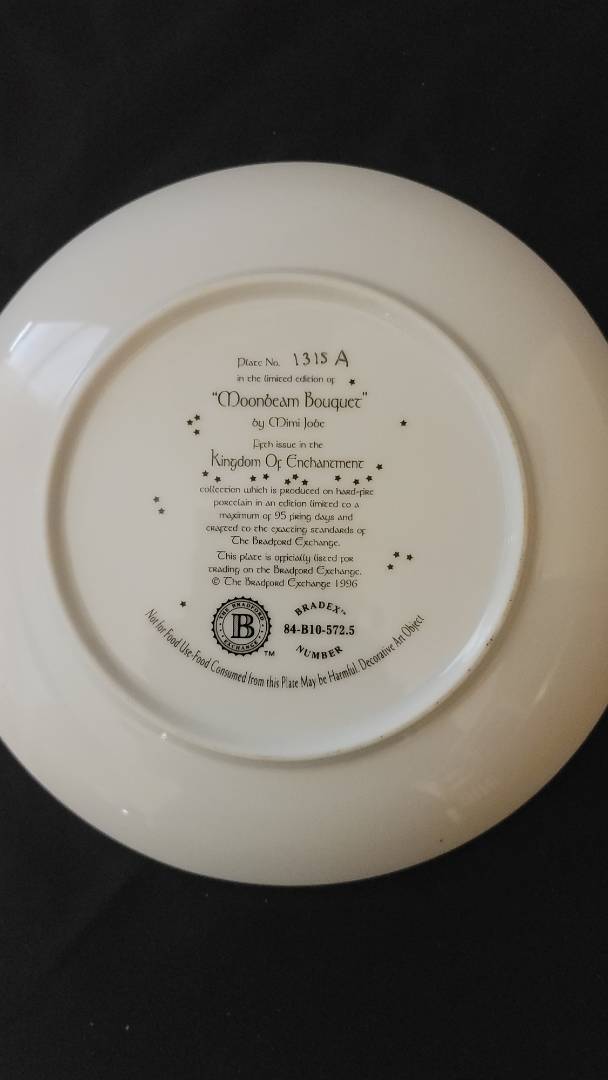 Plate No. 1315 A
in the limited edition of
"Moonbeam Bouquet"
by Mimi Jobe
Fifth issue in the
Kingdom Of Enchantment
collection which is produced on hard-fire
porcelain in an edition limited to a
maximum of 95 firing days and
crafted to the exacting standards of
The Bradford Exchange.
This plate is officially listed for
trading on the Bradford Exchange.
© The Bradford Exchange 1996
THE BRADFORD
B
EXCHANGE
TM
BRADEX™
84-B10-572.5
NUMBER
Not for Food Use-Food Consumed from this Plate May be Harmful. Decorative Art Object